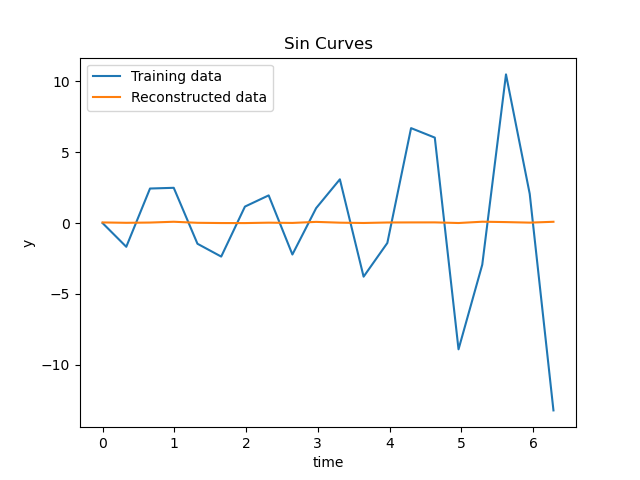 Sin Curves
Training data
Reconstructed data
10
5
0
−5
−10
y
0 1 2 3 4 5 6
time